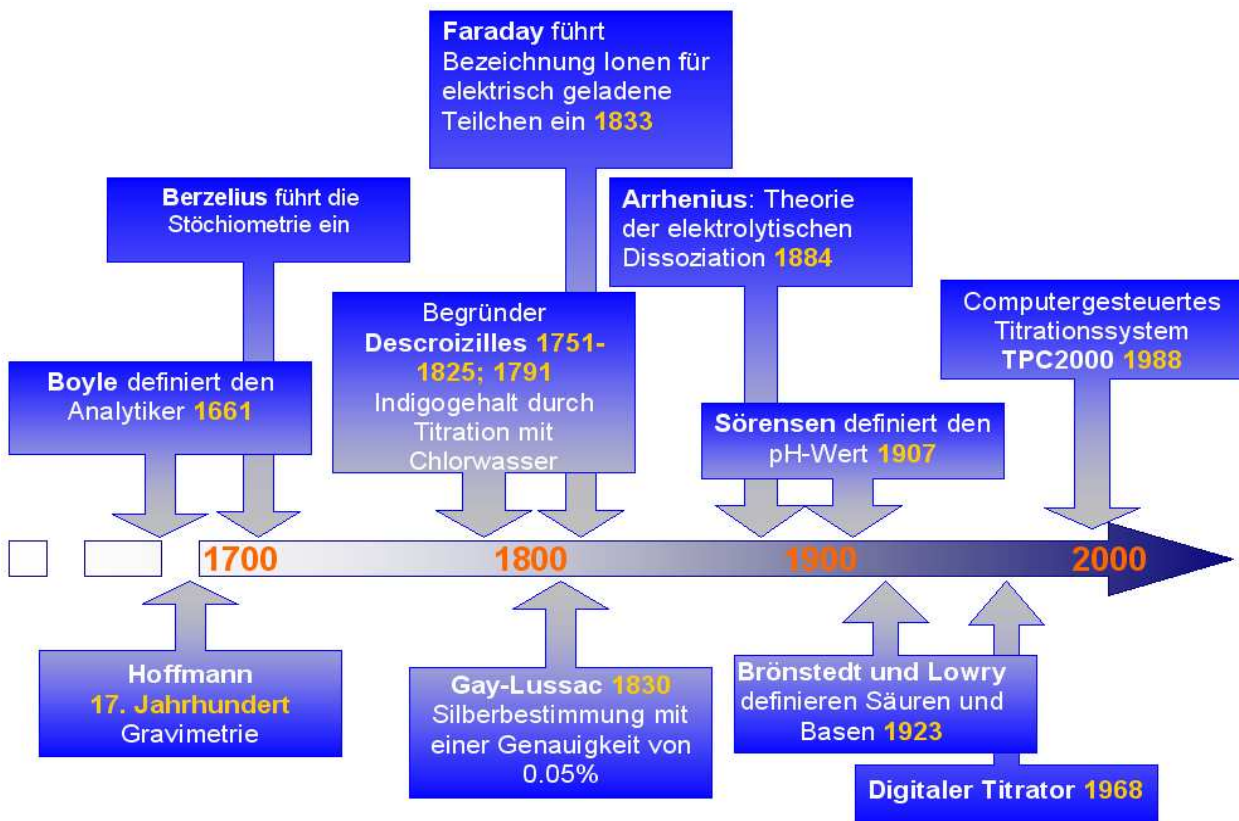 Faraday führt
Bezeichnung Ionen für
elektrisch geladene
Teilchen ein 1833
Berzelius führt die
Stöchiometrie ein
Arrhenius: Theorie
der elektrolytischen
Dissoziation 1884
Begründer
Descroizilles 1751-
1825; 1791
Indigogehalt durch
Titration mit
Chlorwasser
Computergesteuertes
Titrationssystem
TPC2000 1988
Boyle definiert den
Analytiker 1661
Sörensen definiert den
pH-Wert 1907
1700
1800
1900
2000
Hoffmann
17. Jahrhundert
Gravimetrie
Gay-Lussac 1830
Silberbestimmung mit
einer Genauigkeit von
0.05%
Brönstedt und Lowry
definieren Säuren und
Basen 1923
Digitaler Titrator 1968